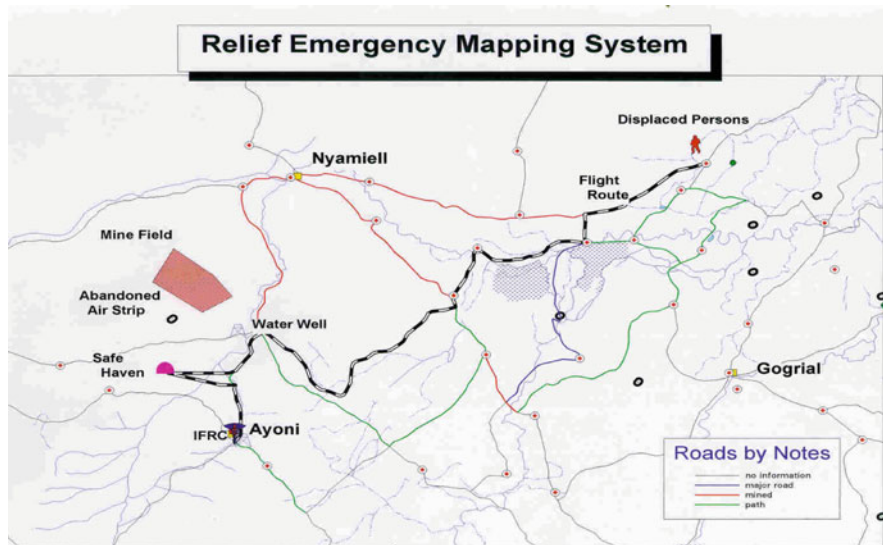 Relief Emergency Mapping System
Displaced Persons
Nyamiell
Flight
Route
Mine Field
Abandoned
Air Strip
Water Well
Safe
Haven
Gogrial
IFRC
Ayoni
Roads by Notes
no information
major road
mined
path